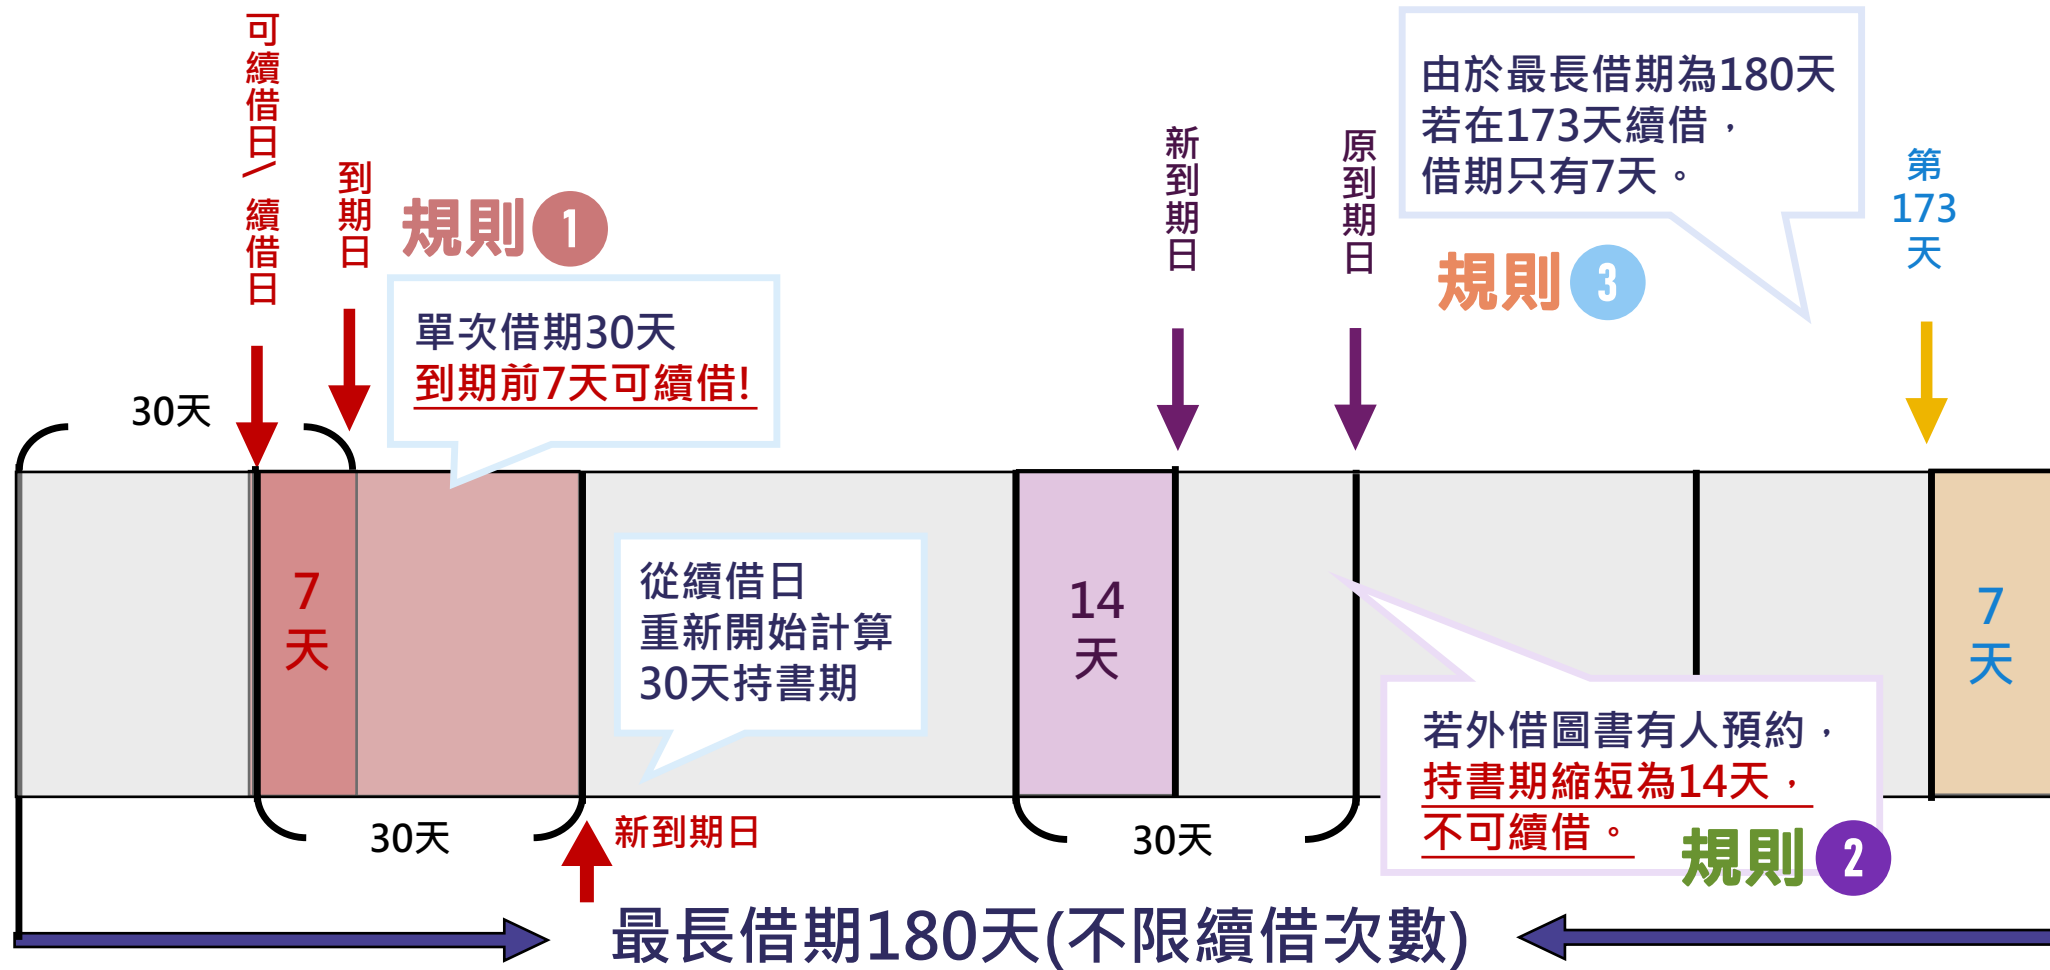 可續借日/ 續借日
到期日
規則1
單次借期30天
到期前7天可續借!
30天
新到期日
原到期日
由於最長借期為180天
若在173天續借，
借期只有7天。
規則3
第
173
天
7
天
從續借日
重新開始計算
30天持書期
14
天
7
天
若外借圖書有人預約，
持書期縮短為14天，
不可續借。
規則2
30天
新到期日
30天
最長借期180天(不限續借次數)